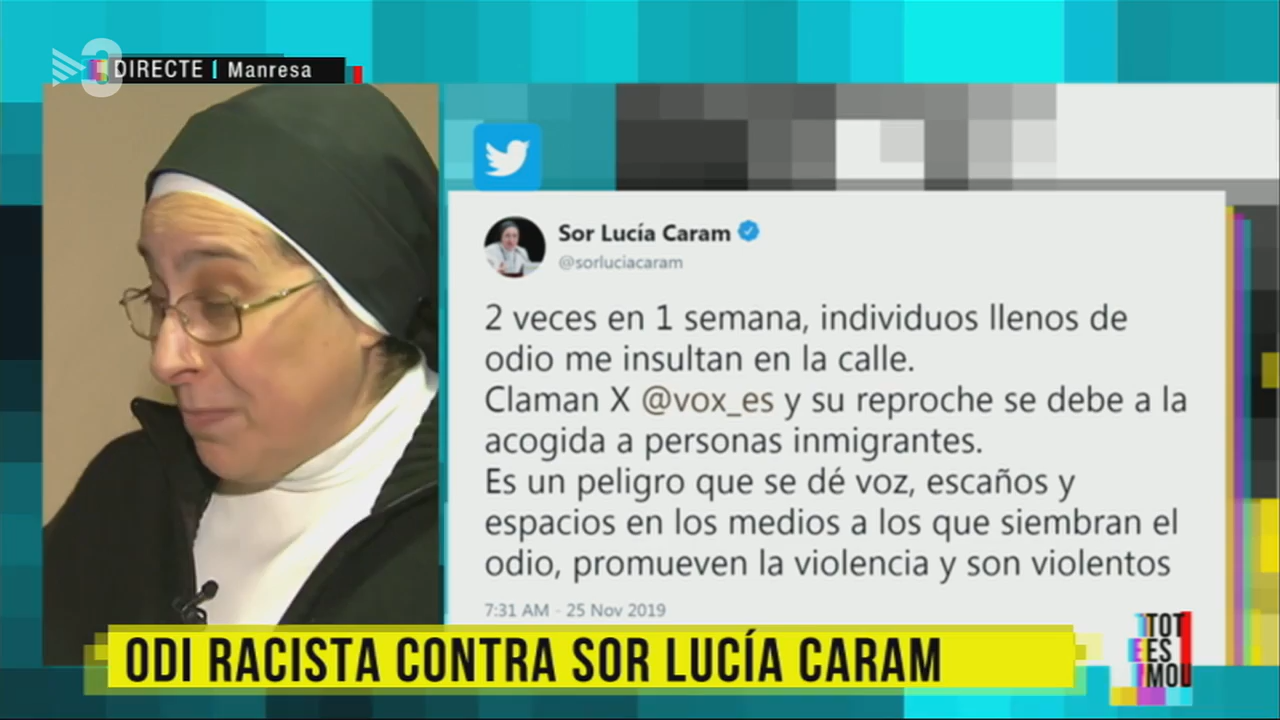 3
DIRECTE | Manresa
Sor Lucía Caram
@sorluciacaram
2 veces en 1 semana, individuos llenos de
odio me insultan en la calle.
Claman X @vox_es y su reproche se debe a la
acogida a personas inmigrantes.
Es un peligro que se dé voz, escaños y
espacios en los medios a los que siembran el
odio, promueven la violencia y son violentos
7:31 AM - 25 Nov 2019
ODI RACISTA CONTRA SOR LUCÍA CARAM
TOT
ES
MOU